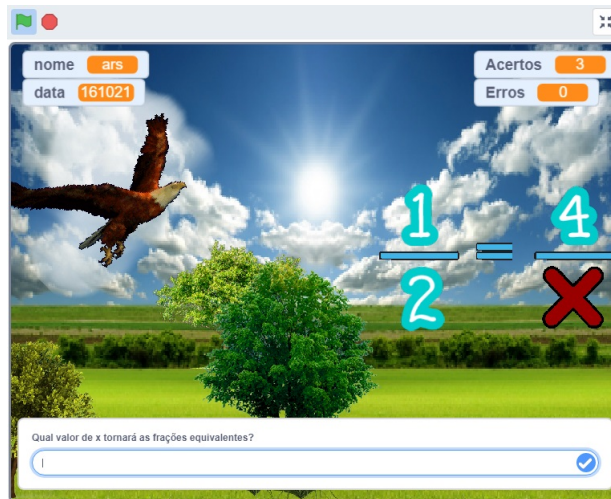 nome ars
data 161021
Acertos 3
Erros 0
1 = 4
2 X
Qual valor de x tornará as frações equivalentes?